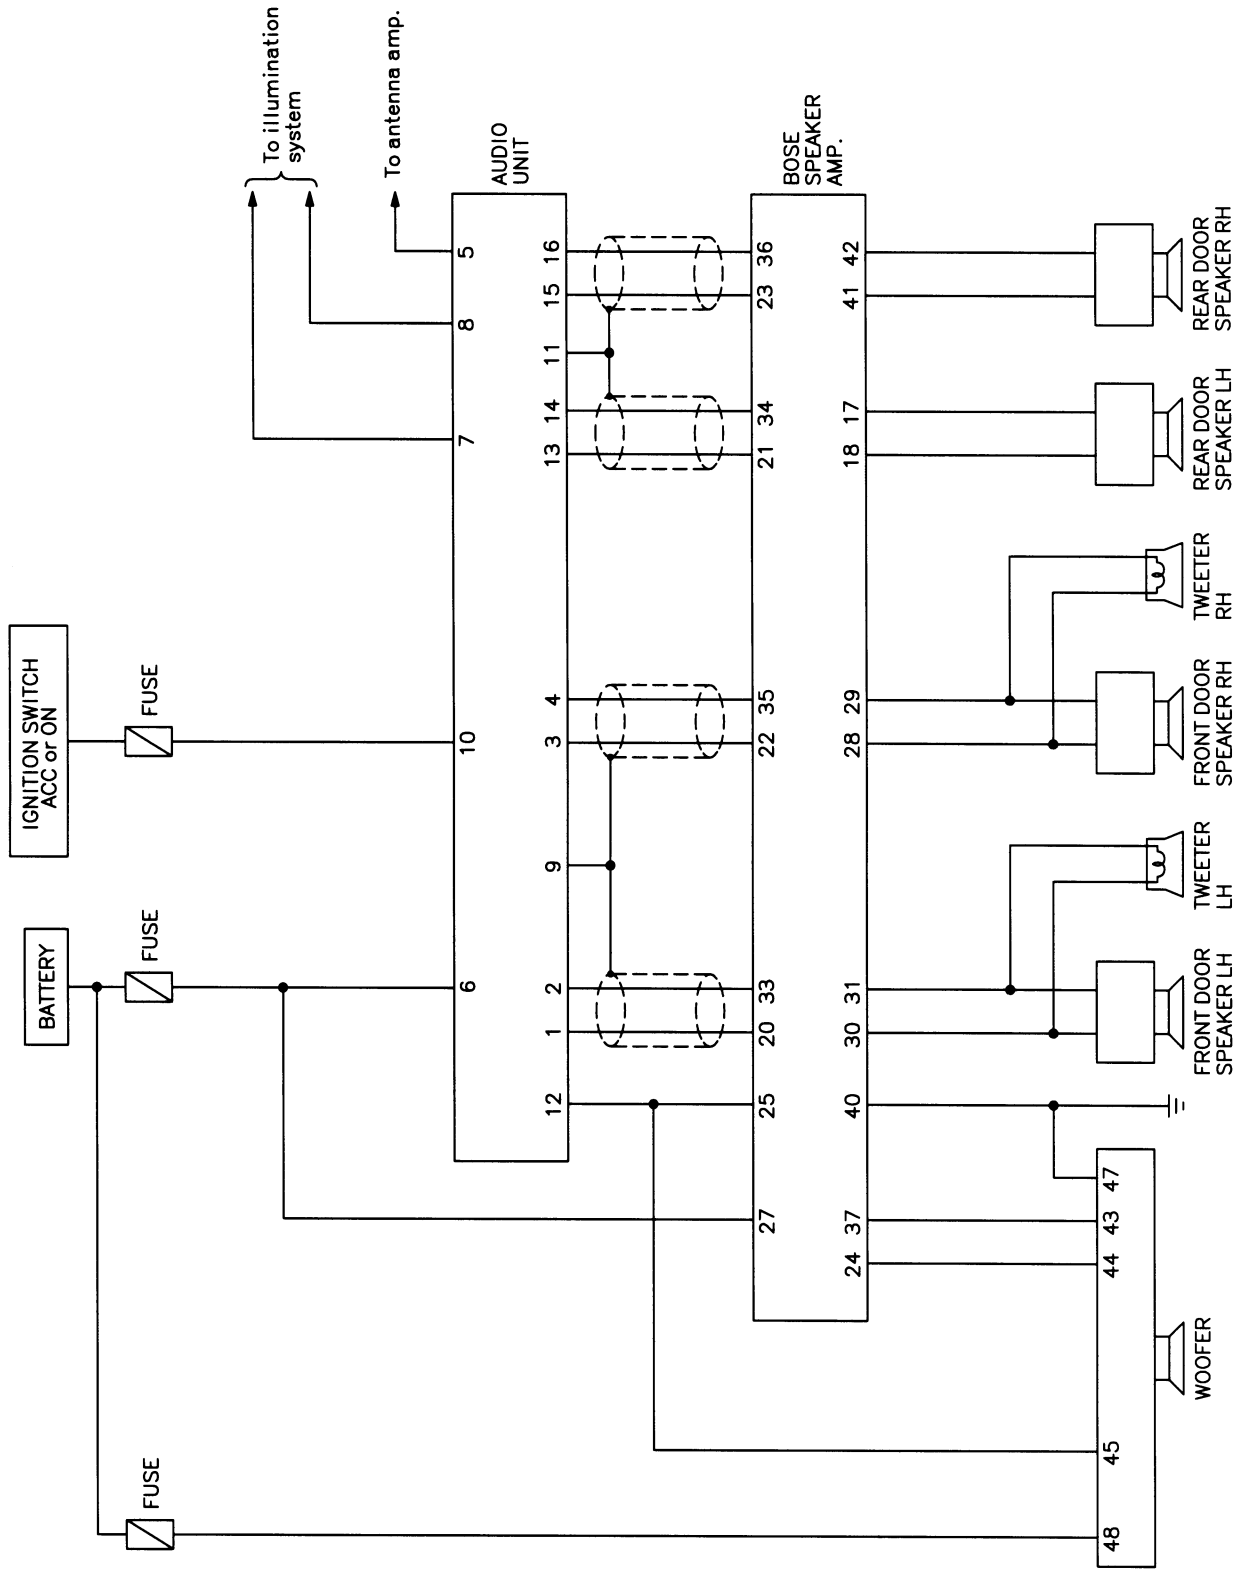 BATTERY
FUSE
FUSE
IGNITION SWITCH
ACC or ON
FUSE
To illumination
system
To antenna amp.
AUDIO
UNIT
6
10
7
8
5
12
1
2
9
3
4
13
14
11
15
16
BOSE
SPEAKER
AMP.
27
25
20
33
22
35
21
34
23
36
24
37
40
30
31
28
29
18
17
41
42
48
45
44
43
47
WOOFER
FRONT DOOR
SPEAKER LH
TWEETER
LH
FRONT DOOR
SPEAKER RH
TWEETER
RH
REAR DOOR
SPEAKER LH
REAR DOOR
SPEAKER RH